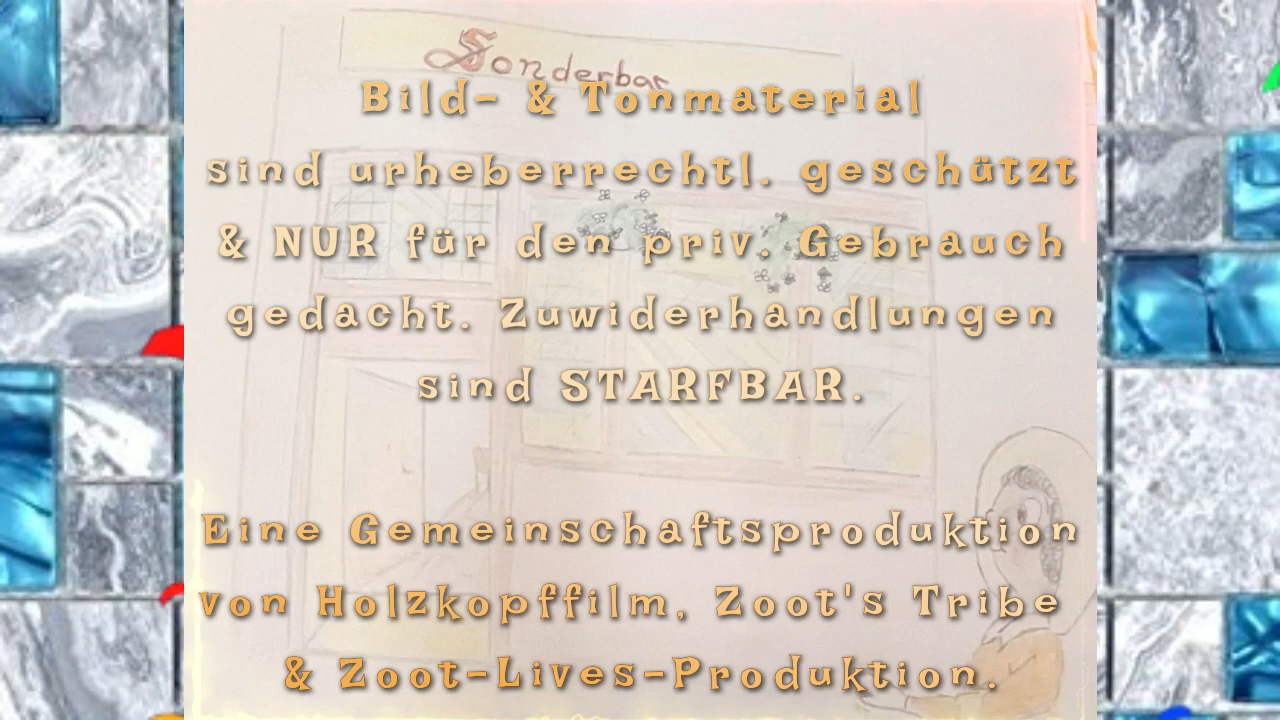 Sonderbar
Bild- & Tonmaterial
sind urheberrechtl. geschützt
& NUR für den priv. Gebrauch
gedacht. Zuwiderhandlungen
sind STARFBAR.
Eine Gemeinschaftsproduktion
von Holzkopffilm, Zoot's Tribe
& Zoot-Lives-Produktion.